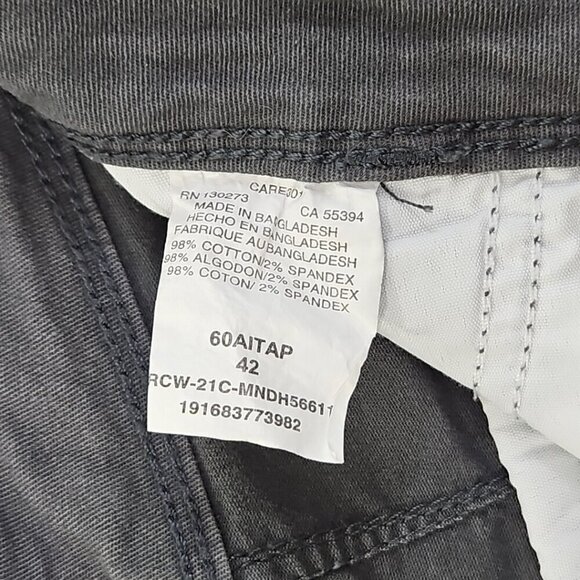 CARE301
RN 130273 CA 55394
MADE IN BANGLADESH
HECHO EN BANGLADESH
FABRIQUE AU BANGLADESH
98% COTTON/2% SPANDEX
98% ALGODON/2% SPANDEX
98% COTON/ 2% SPANDEX
60AITAP
42
RCW-21C-MNDH56611
191683773982